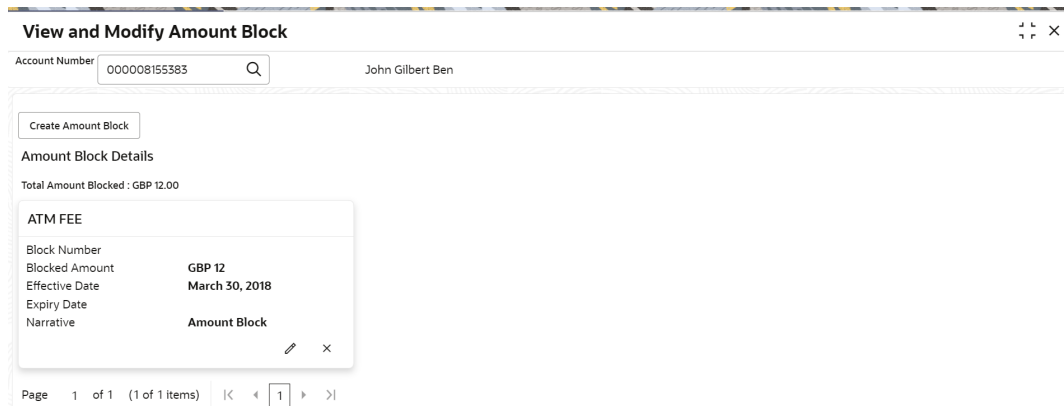 View and Modify Amount Block
Account Number 000008155383 John Gilbert Ben
Create Amount Block
Amount Block Details
Total Amount Blocked : GBP 12.00
ATM FEE
Block Number
Blocked Amount GBP 12
Effective Date March 30, 2018
Expiry Date
Narrative Amount Block
Page 1 of 1 (1 of 1 items) 1